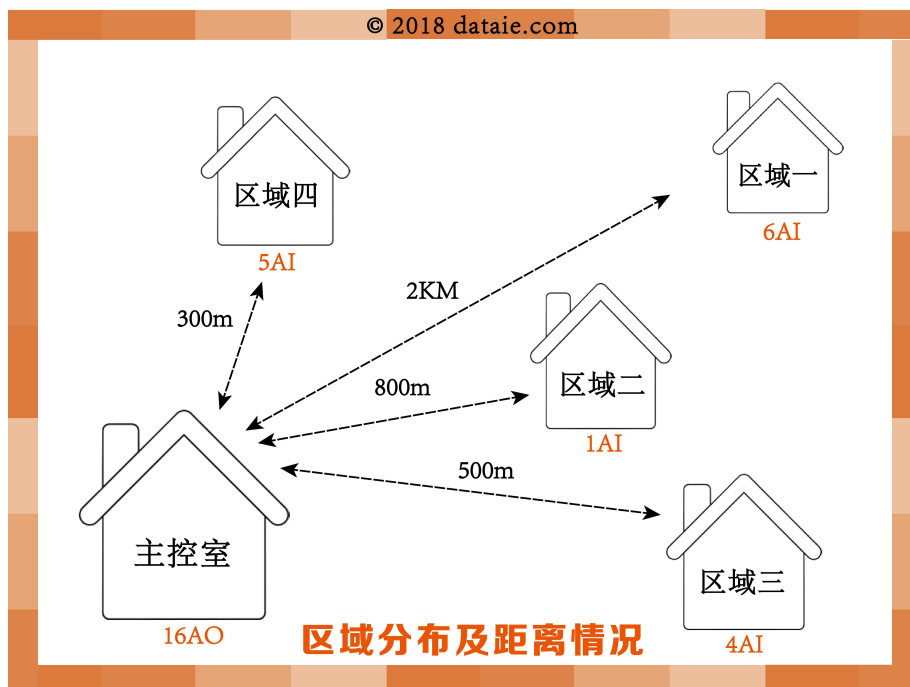 © 2018 dataie.com
区域四
5AI
区域一
6AI
2KM
300m
800m
区域二
1AI
500m
主控室
16AO
区域三
4AI
区域分布及距离情况